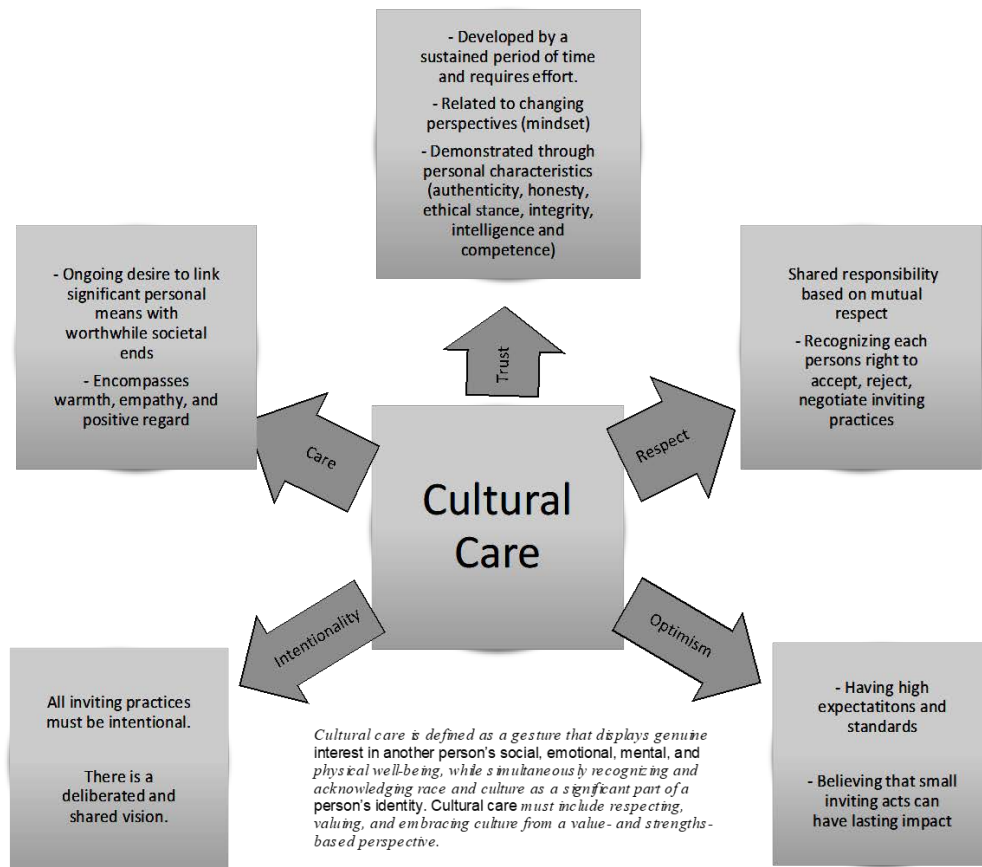 - Developed by a
sustained period of time
and requires effort.
- Related to changing
perspectives (mindset)
- Demonstrated through
personal characteristics
(authenticity, honesty,
ethical stance, integrity,
intelligence and
competence)
- Ongoing desire to link
significant personal
means with
worthwhile societal
ends
- Encompasses
warmth, empathy, and
positive regard
Shared responsibility
based on mutual
respect
- Recognizing each
persons right to
accept, reject,
negotiate inviting
practices
Trust
Care
Respect
Cultural
Care
Intentionality
Optimism
All inviting practices
must be intentional.
There is a
deliberated and
shared vision.
- Having high
expectatitons and
standards
- Believing that small
inviting acts can
have lasting impact
Cultural care is defined as a gesture that displays genuine
interest in another person's social, emotional, mental, and
physical well-being, while simultaneously recognizing and
acknowledging race and culture as a significant part of a
person's identity. Cultural care must include respecting,
valuing, and embracing culture from a value- and strengths-
based perspective.